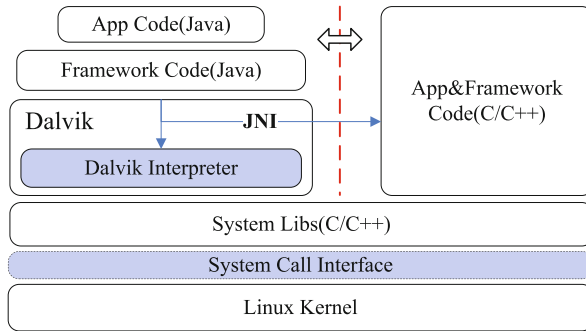 App Code(Java)
Framework Code(Java)
App&Framework
Code(C/C++)
Dalvik
JNI
Dalvik Interpreter
System Libs(C/C++)
System Call Interface
Linux Kernel